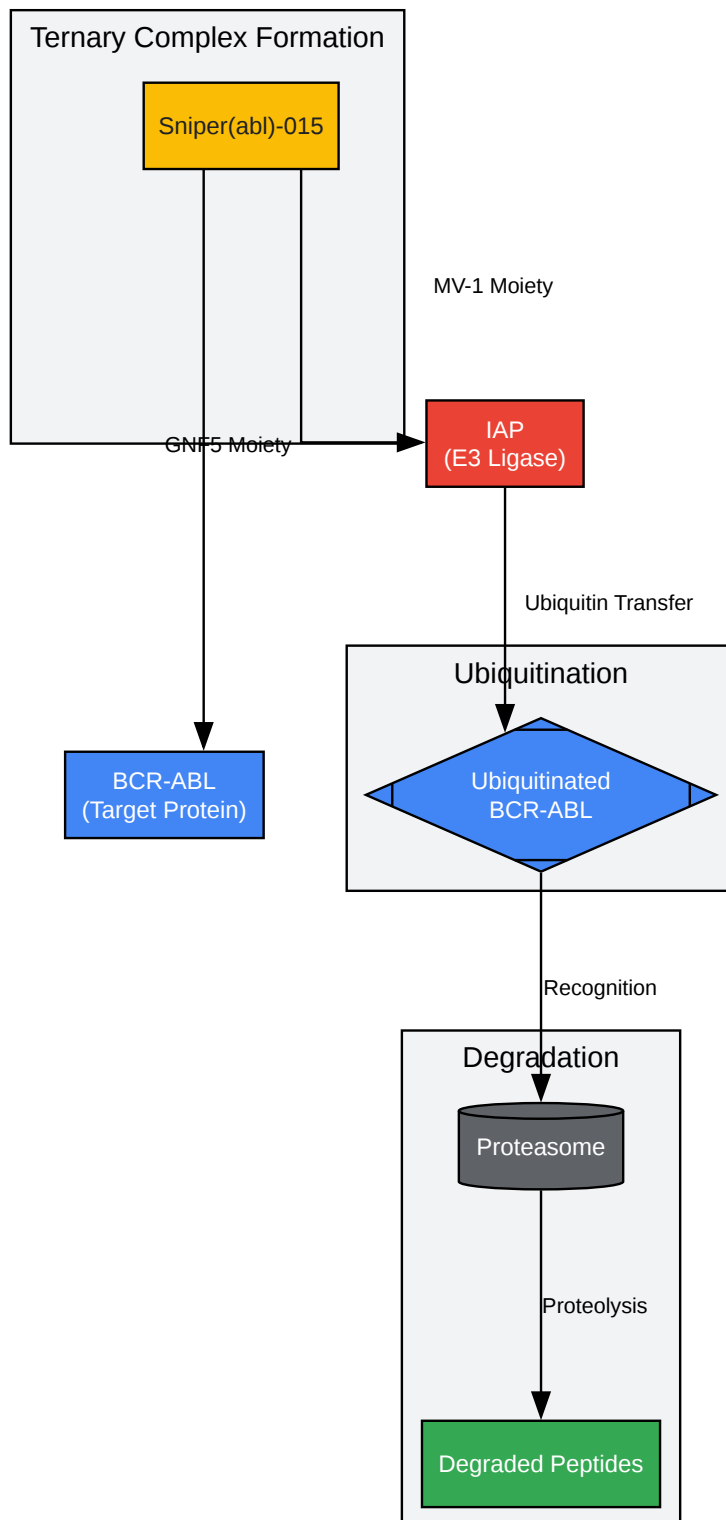 Ternary Complex Formation
Sniper(abl)-015
MV-1 Moiety
GNF5 Moiety
IAP
(E3 Ligase)
Ubiquitin Transfer
Ubiquitination
BCR-ABL
(Target Protein)
Ubiquitinated
BCR-ABL
Recognition
Degradation
Proteasome
Proteolysis
Degraded Peptides